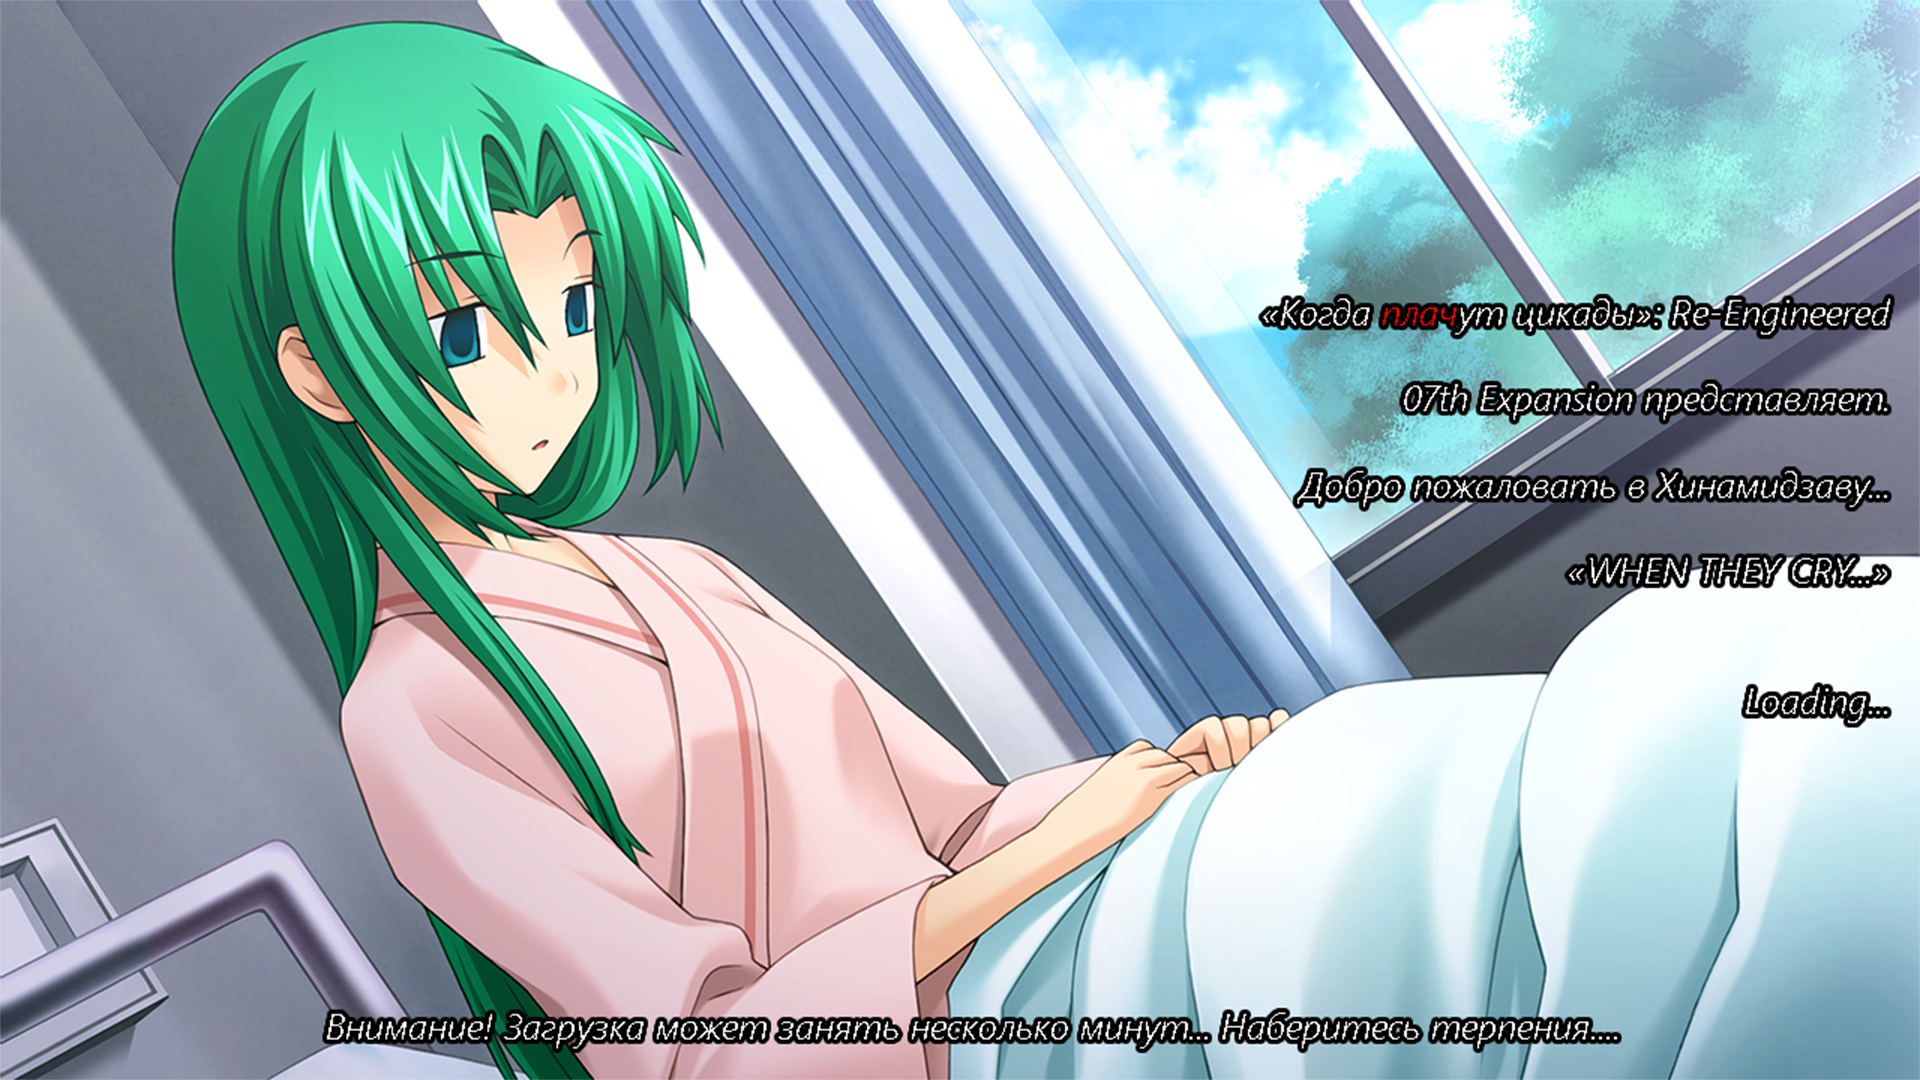 «Когда плачут цикады»: Re-Engineered
07th Expansion представляет.
Добро пожаловать в Хинамидзаву...
«WHEN THEY CRY...»
Loading...
Внимание! Загрузка может занять несколько минут... Наберитесь терпения....